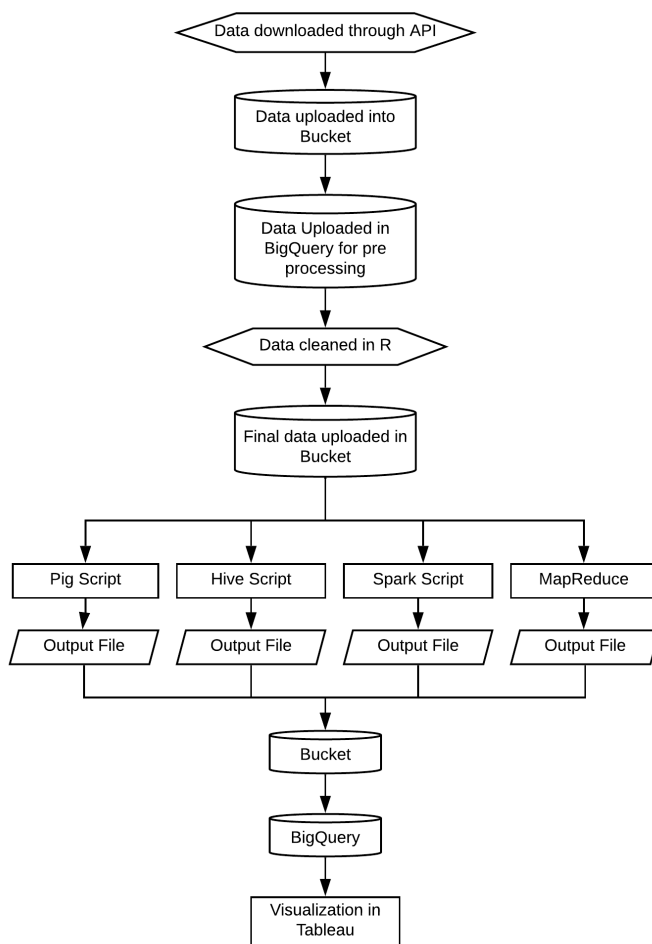 Data downloaded through API
Data uploaded into
Bucket
Data Uploaded in
BigQuery for pre
processing
Data cleaned in R
Final data uploaded in
Bucket
Pig Script
Hive Script
Spark Script
MapReduce
Output File
Output File
Output File
Output File
Bucket
BigQuery
Visualization in
Tableau